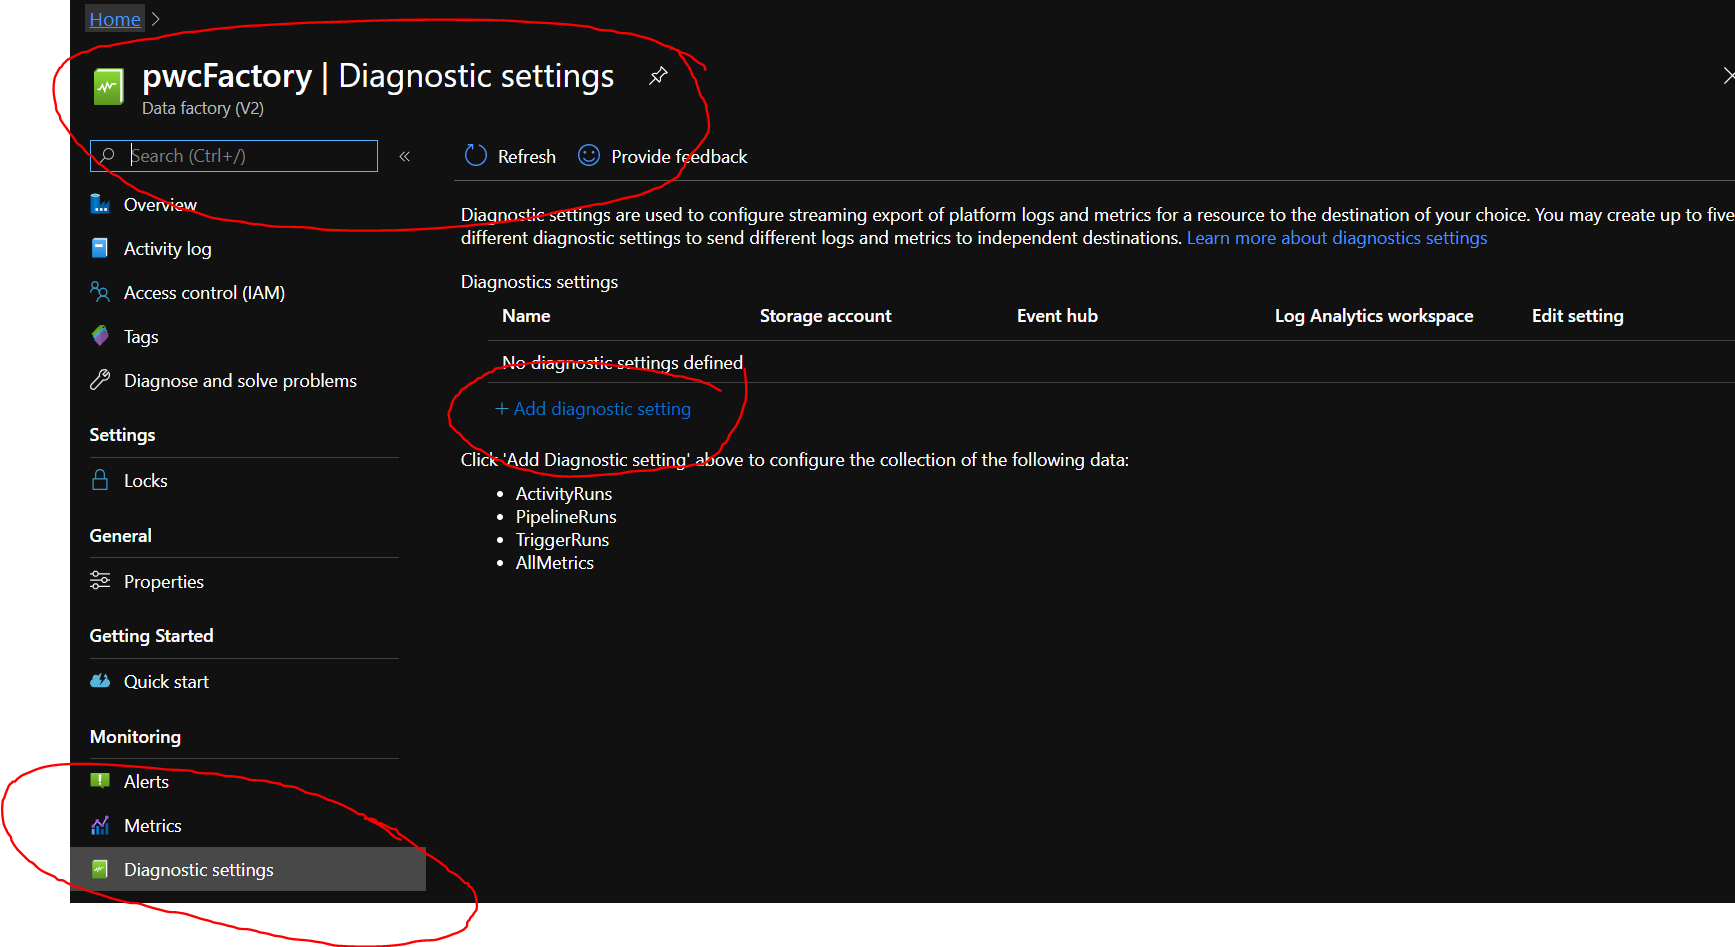 Home
pwcFactory | Diagnostic settings
Data factory (V2)
Search (Ctrl+/)
«
Refresh
Provide feedback
Overview
Activity log
Access control (IAM)
Tags
Diagnose and solve problems
Settings
Locks
General
Properties
Getting Started
Quick start
Monitoring
Alerts
Metrics
Diagnostic settings
Diagnostic settings are used to configure streaming export of platform logs and metrics for a resource to the destination of your choice. You may create up to five
different diagnostic settings to send different logs and metrics to independent destinations. Learn more about diagnostics settings
Diagnostics settings
Name Storage account Event hub Log Analytics workspace Edit setting
No diagnostic settings defined
+ Add diagnostic setting
Click 'Add Diagnostic setting' above to configure the collection of the following data:
• ActivityRuns
• PipelineRuns
• TriggerRuns
• AllMetrics